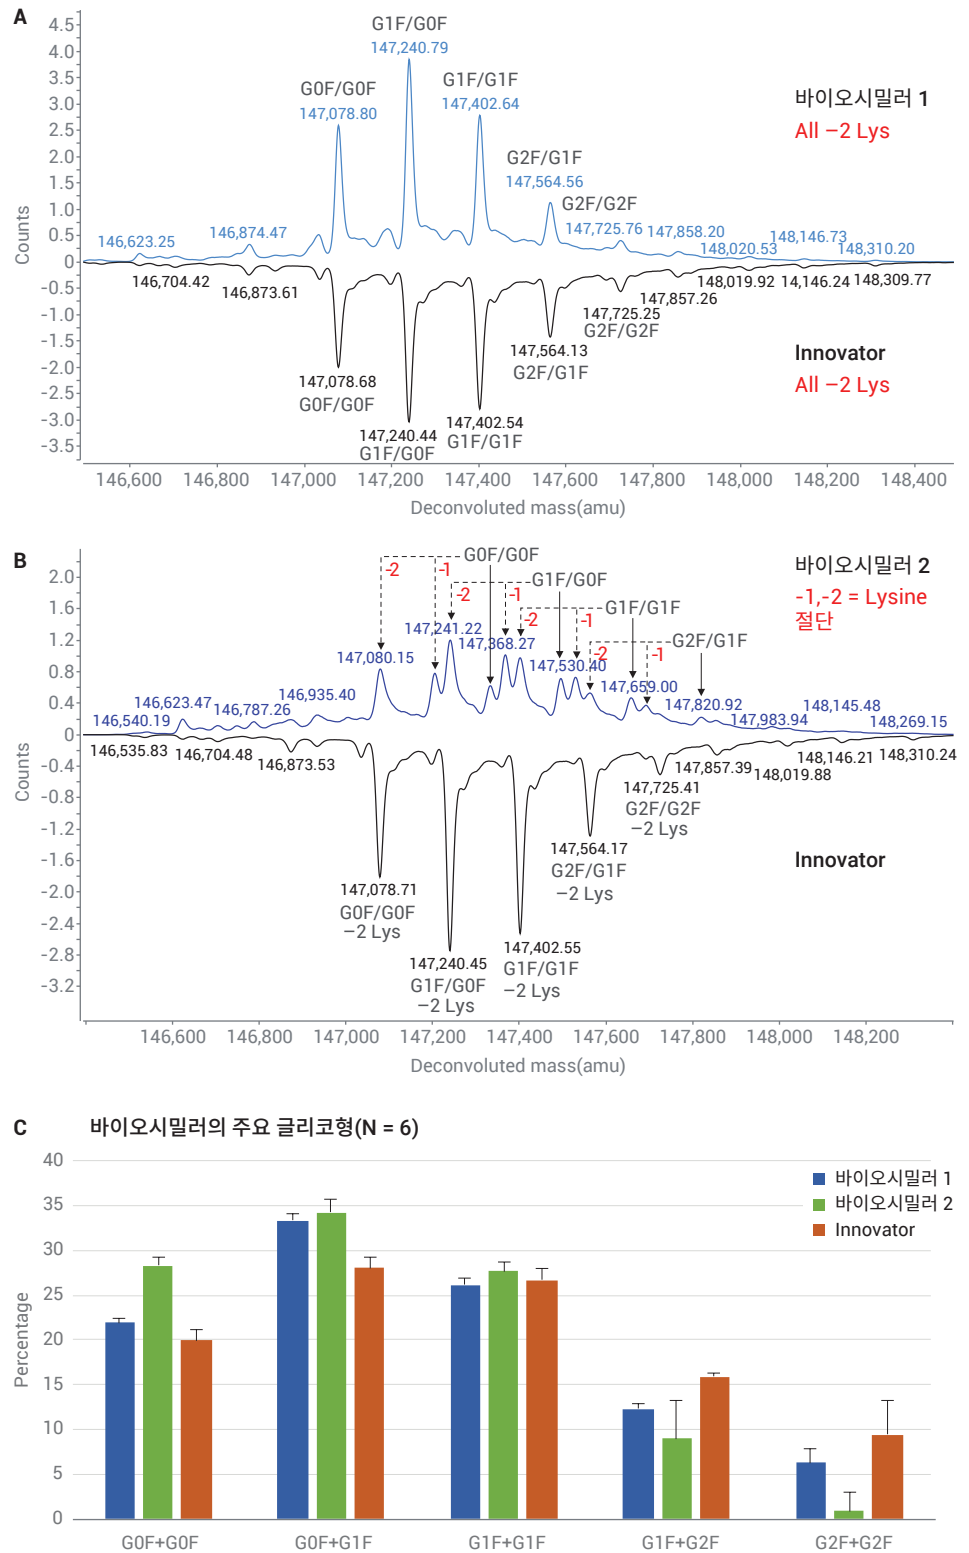 A
4.5
4.0
3.5
3.0
2.5
2.0
1.5
1.0
0.5
0
-0.5
-1.0
-1.5
-2.0
-2.5
-3.0
-3.5
Counts
G1F/G0F
147,240.79
G0F/G0F
147,078.80
G1F/G1F
147,402.64
G2F/G1F
147,564.56
G2F/G2F
147,725.76
147,858.20
148,020.53
148,146.73
148,310.20
146,623.25
146,874.47
바이오시밀러 1
All −2 Lys
146,704.42
146,873.61
147,078.68
G0F/G0F
147,240.44
G1F/G0F
147,402.54
G1F/G1F
147,564.13
G2F/G1F
147,725.25
G2F/G2F
147,857.26
148,019.92
14,146.24
148,309.77
Innovator
All −2 Lys
146,600
146,800
147,000
147,200
147,400
147,600
147,800
148,000
148,200
148,400
Deconvoluted mass(amu)
B
2.0
1.6
1.2
0.8
0.4
0
-0.4
-0.8
-1.2
-1.6
-2.0
-2.4
-2.8
-3.2
Counts
G0F/G0F
-2
-1
G1F/G0F
-2
-1
G1F/G1F
-2
-1
G2F/G1F
-2
-1
바이오시밀러 2
-1,-2 = Lysine
절단
146,540.19
146,623.47
146,787.26
146,935.40
147,080.15
147,241.22
147,368.27
147,530.40
147,659.00
147,820.92
147,983.94
148,145.48
148,269.15
146,535.83
146,704.48
146,873.53
147,078.71
G0F/G0F
−2 Lys
147,240.45
G1F/G0F
−2 Lys
147,402.55
G1F/G1F
−2 Lys
147,564.17
G2F/G1F
−2 Lys
147,725.41
G2F/G2F
−2 Lys
147,857.39
148,019.88
148,146.21
148,310.24
Innovator
146,600
146,800
147,000
147,200
147,400
147,600
147,800
148,000
148,200
Deconvoluted mass(amu)
C
바이오시밀러의 주요 글리코형(N = 6)
40
35
30
25
20
15
10
5
0
Percentage
바이오시밀러 1
바이오시밀러 2
Innovator
G0F+G0F
G0F+G1F
G1F+G1F
G1F+G2F
G2F+G2F